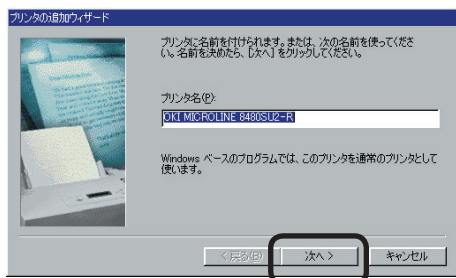 プリンタの追加ウィザード
プリンタに名前を付けられます。または、次の名前を使ってくださ
い。名前を決めたら、[次へ] をクリックしてください。
プリンタ名(P):
OKI MICROLINE 8480SU2-R
Windows ベースのプログラムでは、このプリンタを通常のプリンタとして
使います。
< 戻る(B)
次へ >
キャンセル